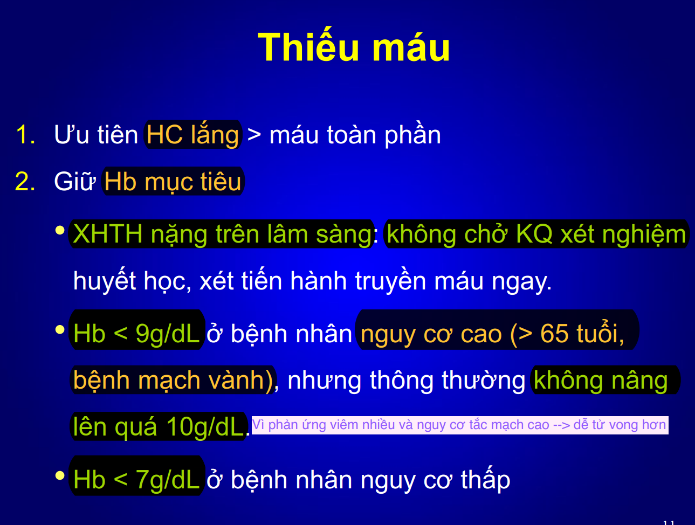 Thiếu máu
1. Ưu tiên HC lắng > máu toàn phần
2. Giữ Hb mục tiêu
• XHTH nặng trên lâm sàng: không chở KQ xét nghiệm
huyết học, xét tiến hành truyền máu ngay.
• Hb < 9g/dL ở bệnh nhân nguy cơ cao (> 65 tuổi,
bệnh mạch vành), nhưng thông thường không nâng
lên quá 10g/dL. Vì phản ứng viêm nhiều và nguy cơ tắc mạch cao --> dễ tử vong hơn
• Hb < 7g/dL ở bệnh nhân nguy cơ thấp